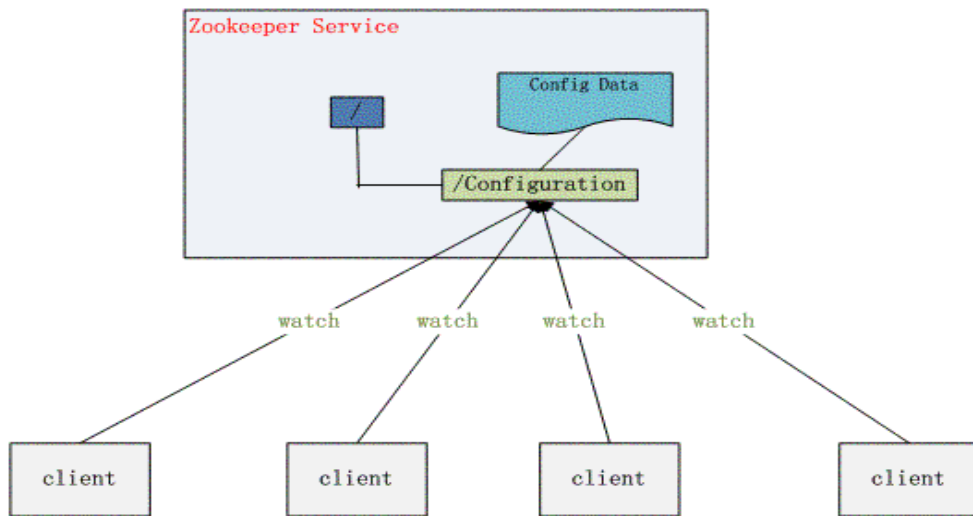 Zookeeper Service
Config Data
/
/Configuration
watch watch watch watch
client client client client